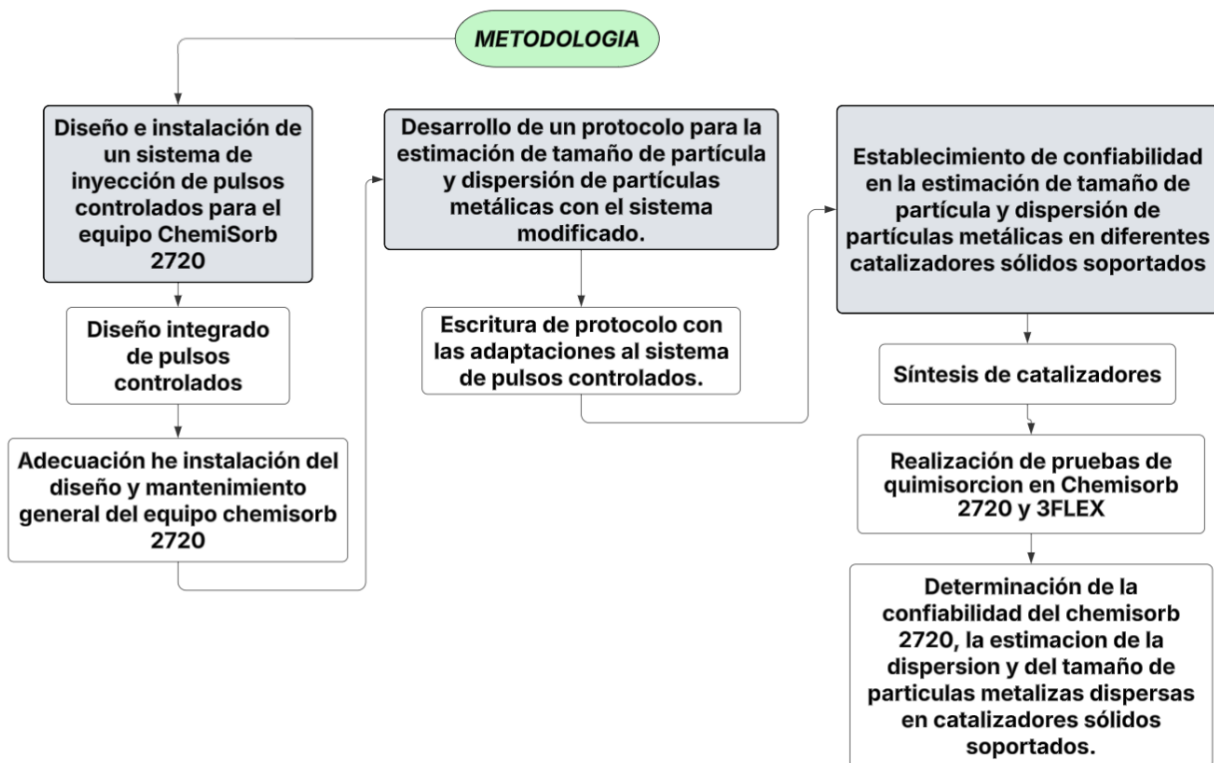 METODOLOGIA
Diseño e instalación de
un sistema de
inyección de pulsos
controlados para el
equipo ChemiSorb
2720
Diseño integrado
de pulsos
controlados
Adecuación he instalación del
diseño y mantenimiento
general del equipo chemisorb
2720
Desarrollo de un protocolo para la
estimación de tamaño de partícula
y dispersión de partículas
metálicas con el sistema
modificado.
Escritura de protocolo con
las adaptaciones al sistema
de pulsos controlados.
Establecimiento de confiabilidad
en la estimación de tamaño de
partícula y dispersión de
partículas metálicas en diferentes
catalizadores sólidos soportados
Síntesis de catalizadores
Realización de pruebas de
quimisorcion en Chemisorb
2720 y 3FLEX
Determinación de la
confiabilidad del chemisorb
2720, la estimacion de la
dispersion y del tamaño de
particulas metalizas dispersas
en catalizadores sólidos
soportados.